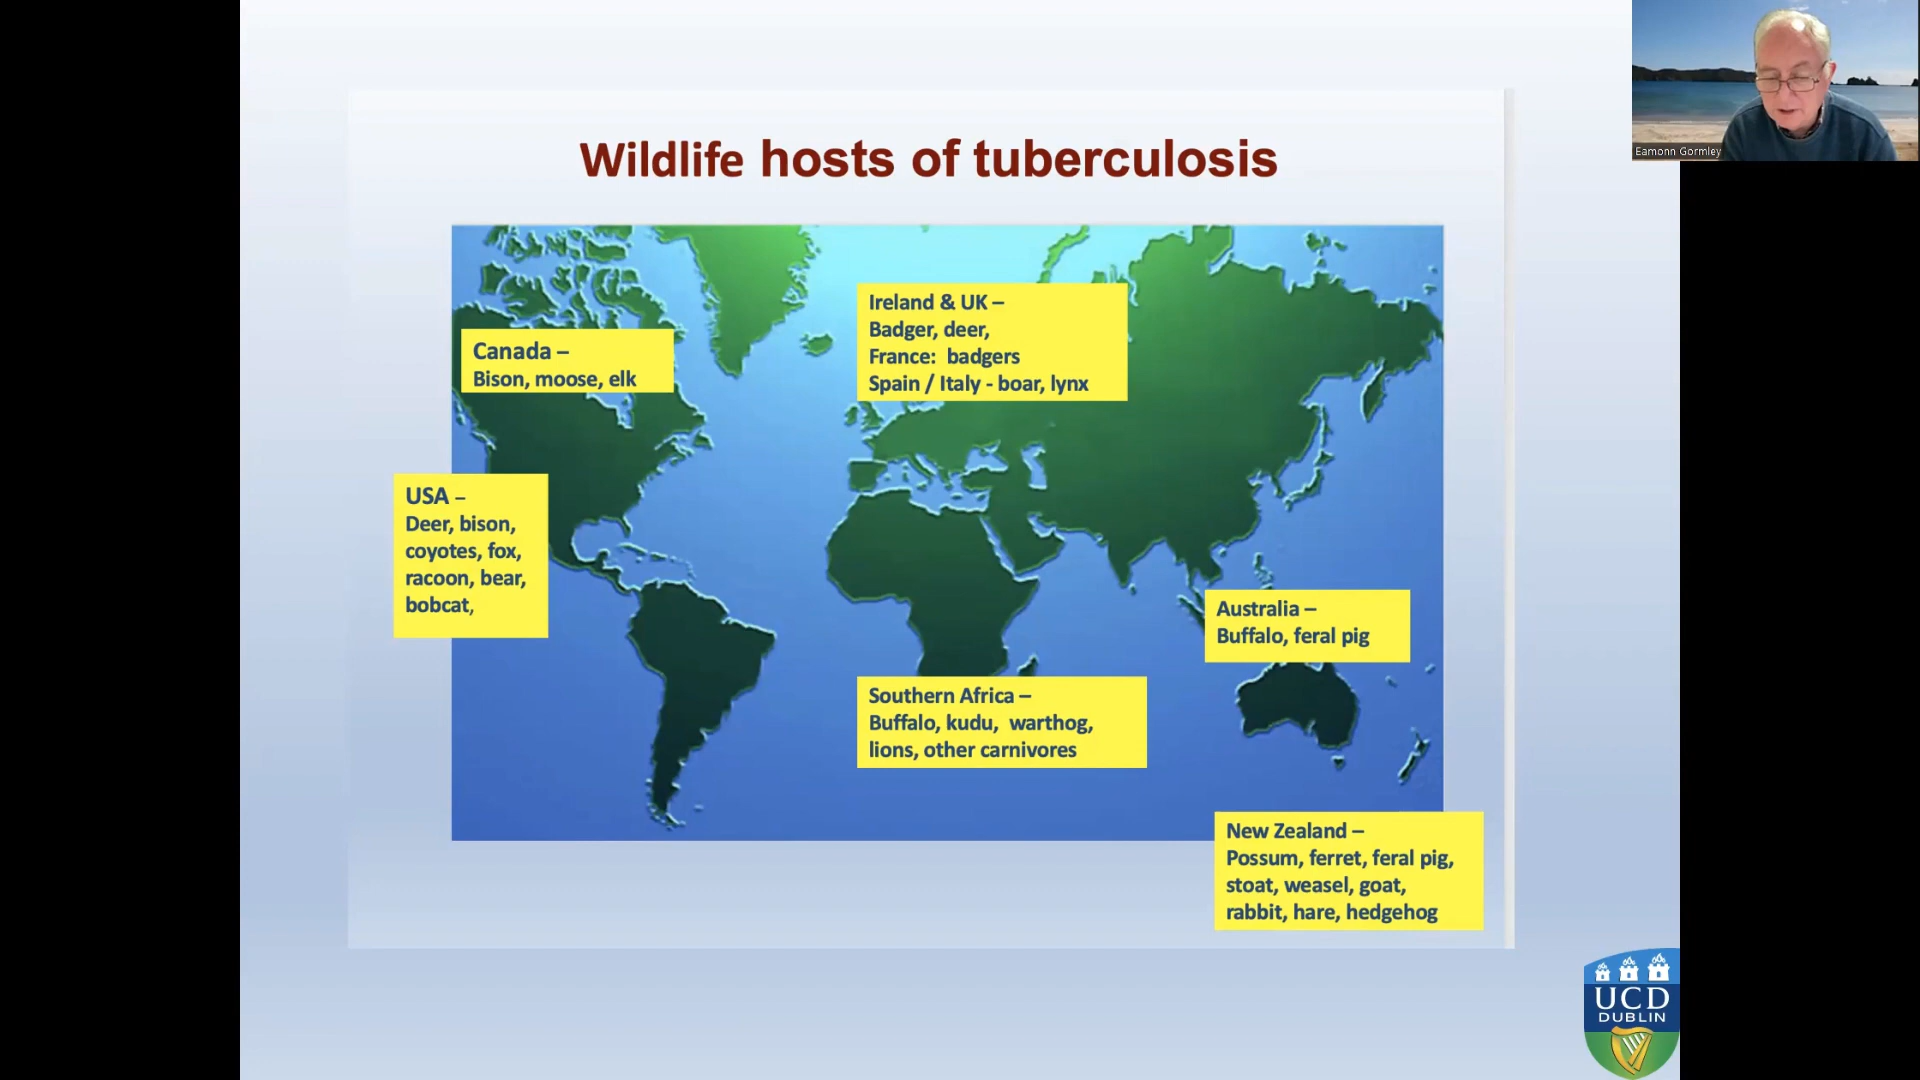 Wildlife hosts of tuberculosis
Canada –
Bison, moose, elk
Ireland & UK –
Badger, deer,
France: badgers
Spain / Italy - boar, lynx
USA –
Deer, bison,
coyotes, fox,
racoon, bear,
bobcat,
Australia –
Buffalo, feral pig
Southern Africa –
Buffalo, kudu, warthog,
lions, other carnivores
New Zealand –
Possum, ferret, feral pig,
stoat, weasel, goat,
rabbit, hare, hedgehog
Eamonn Gormley
UCD
DUBLIN